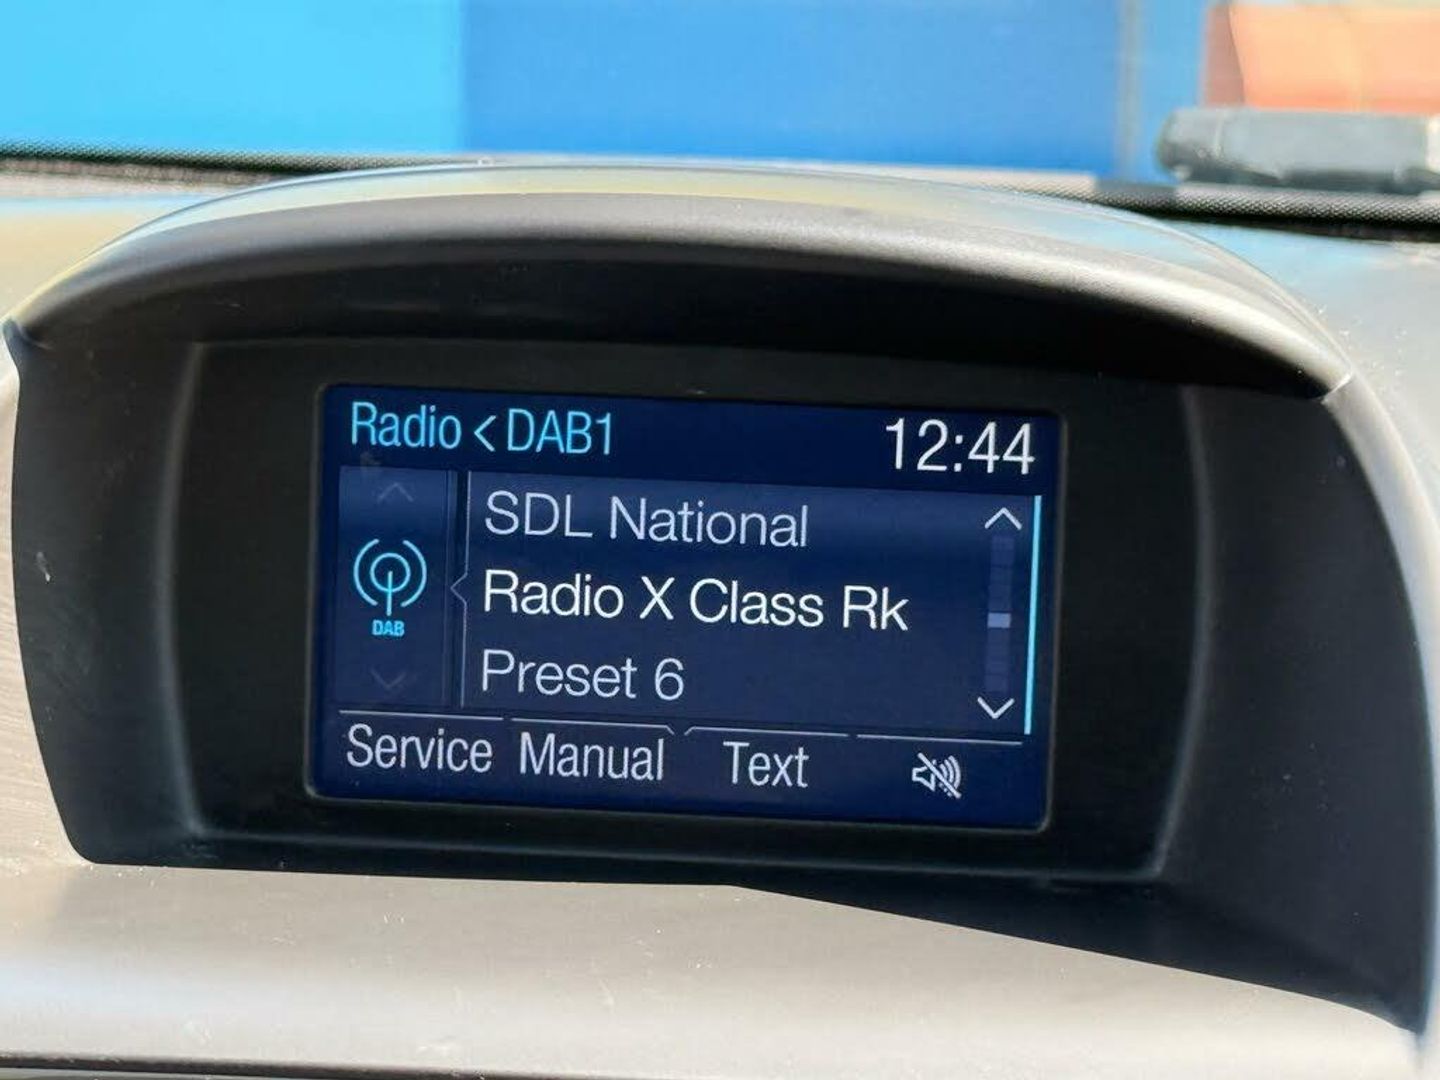 Radio < DAB1 12:44
SDL National
Radio X Class Rk
DAB
Preset 6
Service Manual Text